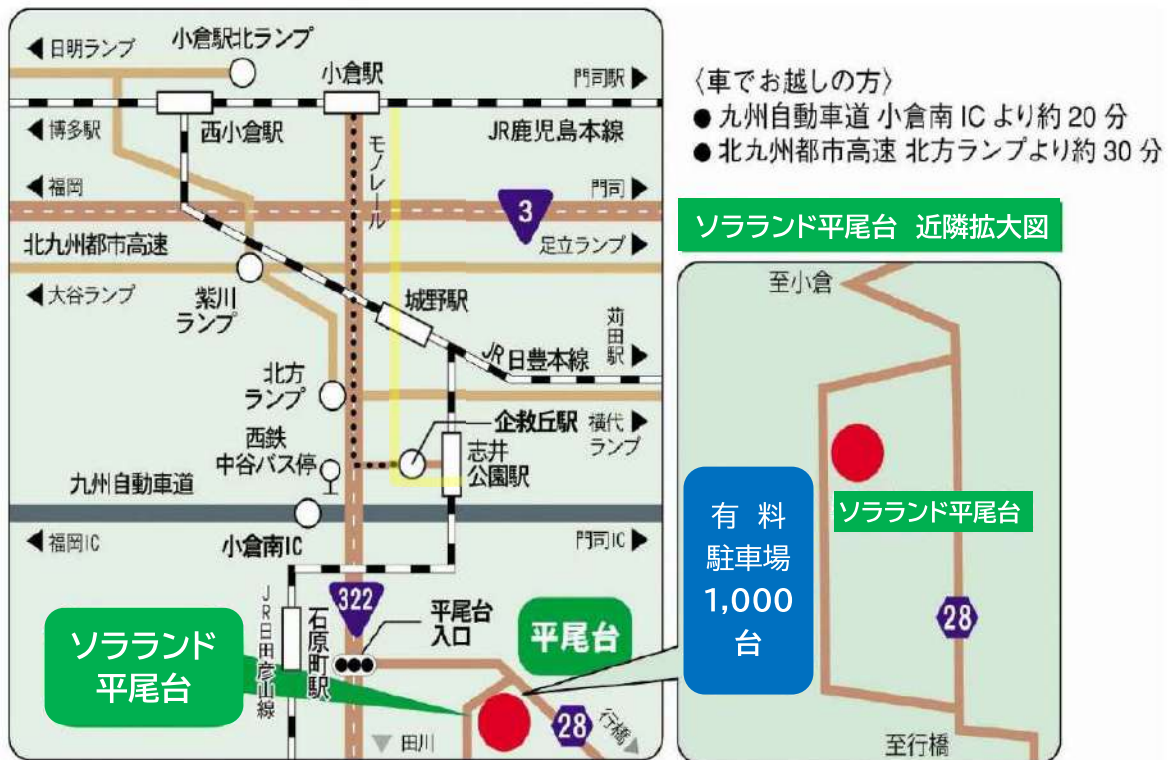 日明ランプ
小倉駅北ランプ
小倉駅
門司駅
博多駅
西小倉駅
JR鹿児島本線
モノレール
福岡
門司
3
北九州都市高速
足立ランプ
大谷ランプ
紫川
ランプ
城野駅
苅田駅
JR日豊本線
北方
ランプ
企救丘駅
横代
ランプ
西鉄
中谷バス停
志井
公園駅
九州自動車道
福岡IC
小倉南IC
門司IC
JR日田彦山線
石原町駅
322
平尾台
入口
平尾台
ソラランド
平尾台
28
行橋
田川
〈車でお越しの方〉
● 九州自動車道 小倉南 IC より約 20 分
● 北九州都市高速 北方ランプより約 30 分
ソラランド平尾台 近隣拡大図
至小倉
有 料
駐車場
1,000
台
ソラランド平尾台
28
至行橋